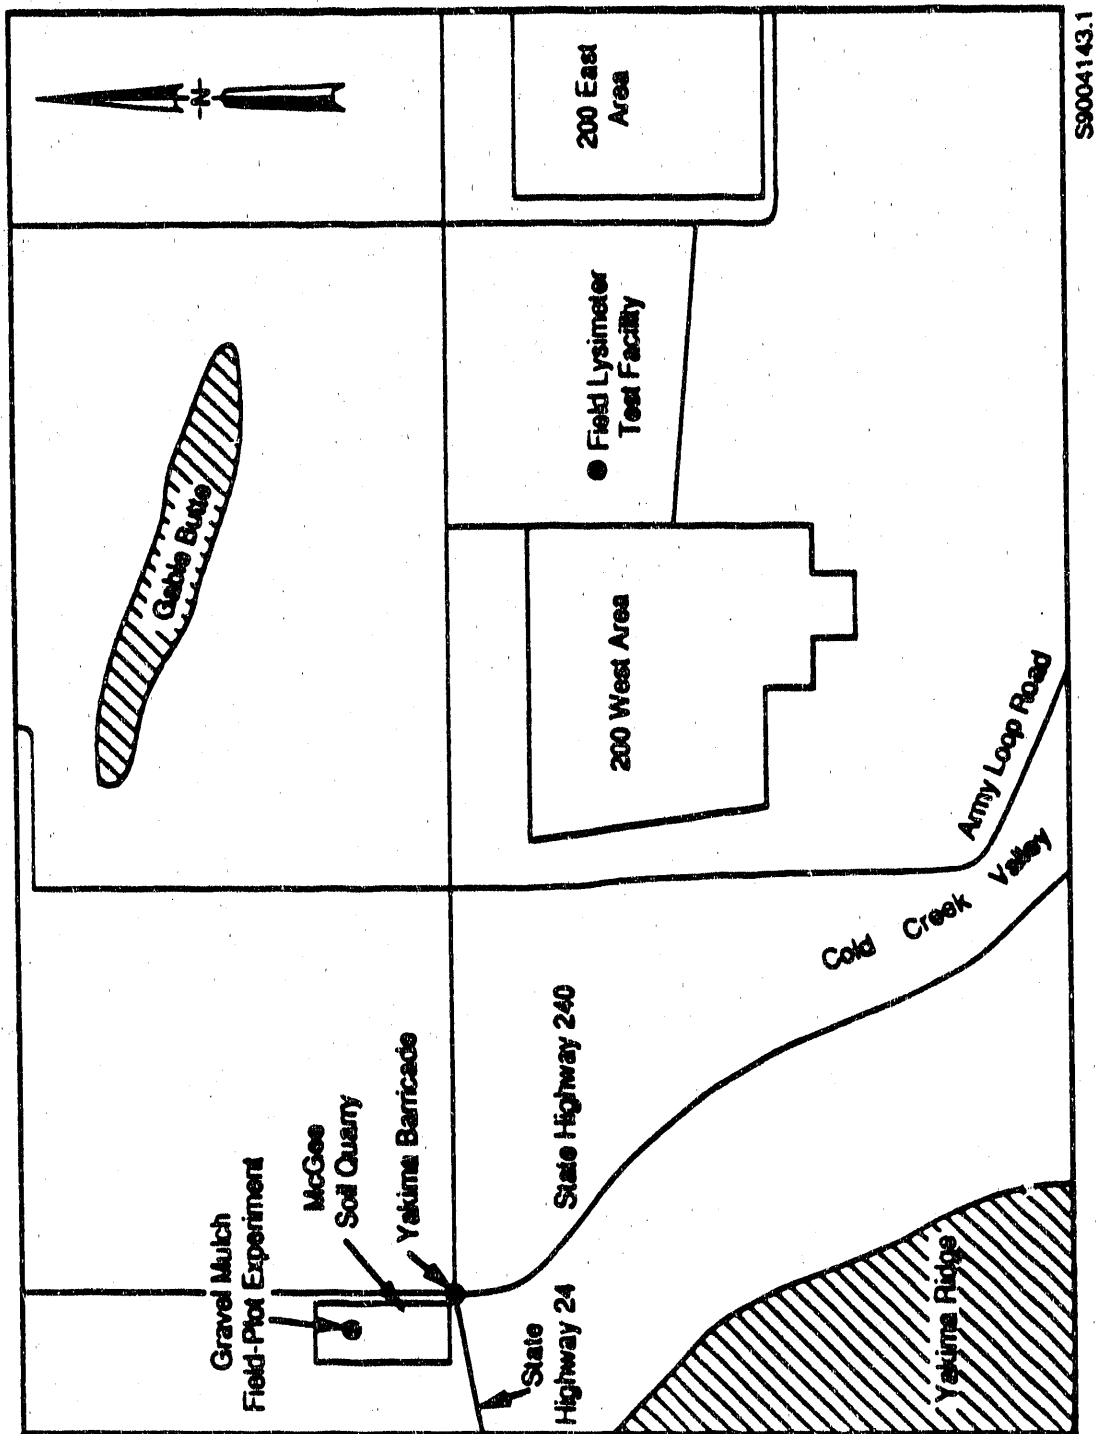 -N-
200 East
Area
Gable Butte
Field Lysimeter
Test Facility
200 West Area
Army Loop Road
Cold Creek Valley
Gravel Mulch
Field-Plot Experiment
McGee
Soil Quarry
Yakima Barricade
State Highway 240
State
Highway 24
Yakima Ridge
S9004143.1